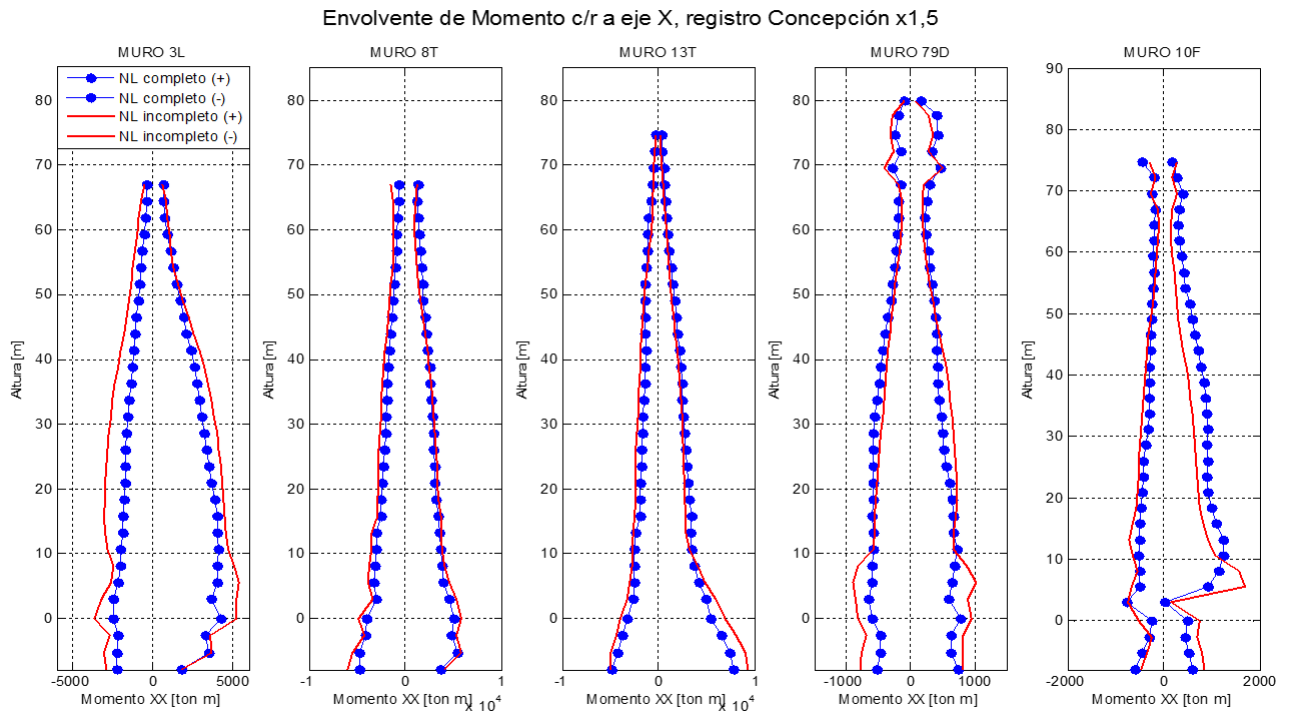 Envolvente de Momento c/r a eje X, registro Concepción x1,5
MURO 3L
NL completo (+)
NL completo (-)
NL incompleto (+)
NL incompleto (-)
80
70
60
50
40
30
20
10
0
Altura [m]
-5000 0 5000
Momento XX [ton m]
MURO 8T
80
70
60
50
40
30
20
10
0
Altura [m]
-1 0 1
x 10^4
Momento XX [ton m]
MURO 13T
80
70
60
50
40
30
20
10
0
Altura [m]
-1 0 1
x 10^4
Momento XX [ton m]
MURO 79D
80
70
60
50
40
30
20
10
0
Altura [m]
-1000 0 1000
Momento XX [ton m]
MURO 10F
90
80
70
60
50
40
30
20
10
0
Altura [m]
-2000 0 2000
Momento XX [ton m]